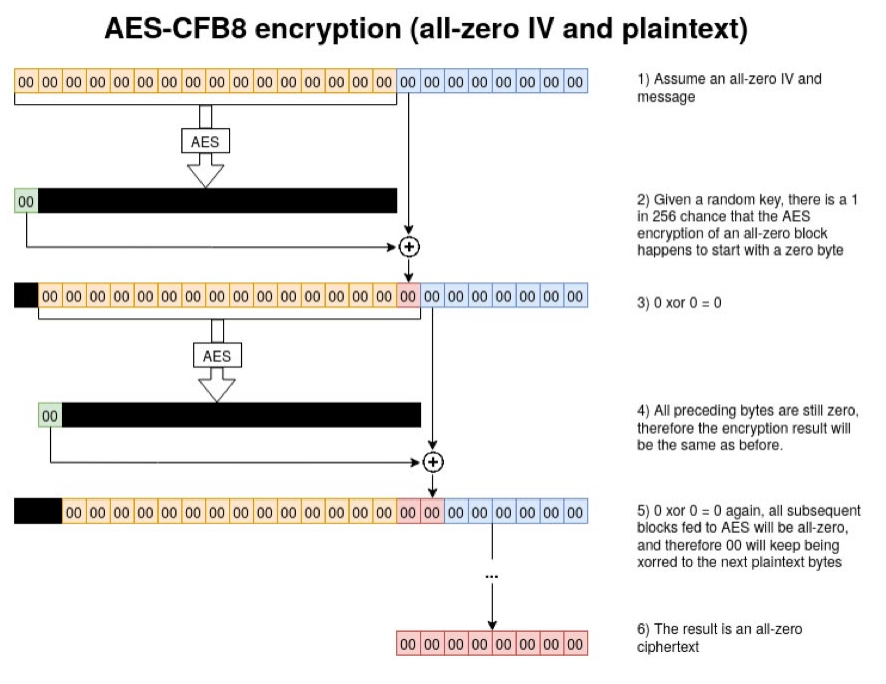 AES-CFB8 encryption (all-zero IV and plaintext)
00 00 00 00 00 00 00 00 00 00 00 00 00 00 00 00 00 00 00 00 00 00 00 00
1) Assume an all-zero IV and
message
AES
00
2) Given a random key, there is a 1
in 256 chance that the AES
encryption of an all-zero block
happens to start with a zero byte
00 00 00 00 00 00 00 00 00 00 00 00 00 00 00 00 00 00 00 00 00 00 00
3) 0 xor 0 = 0
AES
00
4) All preceding bytes are still zero,
therefore the encryption result will
be the same as before.
00 00 00 00 00 00 00 00 00 00 00 00 00 00 00 00 00 00 00 00 00 00
5) 0 xor 0 = 0 again, all subsequent
blocks fed to AES will be all-zero,
and therefore 00 will keep being
xorred to the next plaintext bytes
...
00 00 00 00 00 00 00 00
6) The result is an all-zero
ciphertext